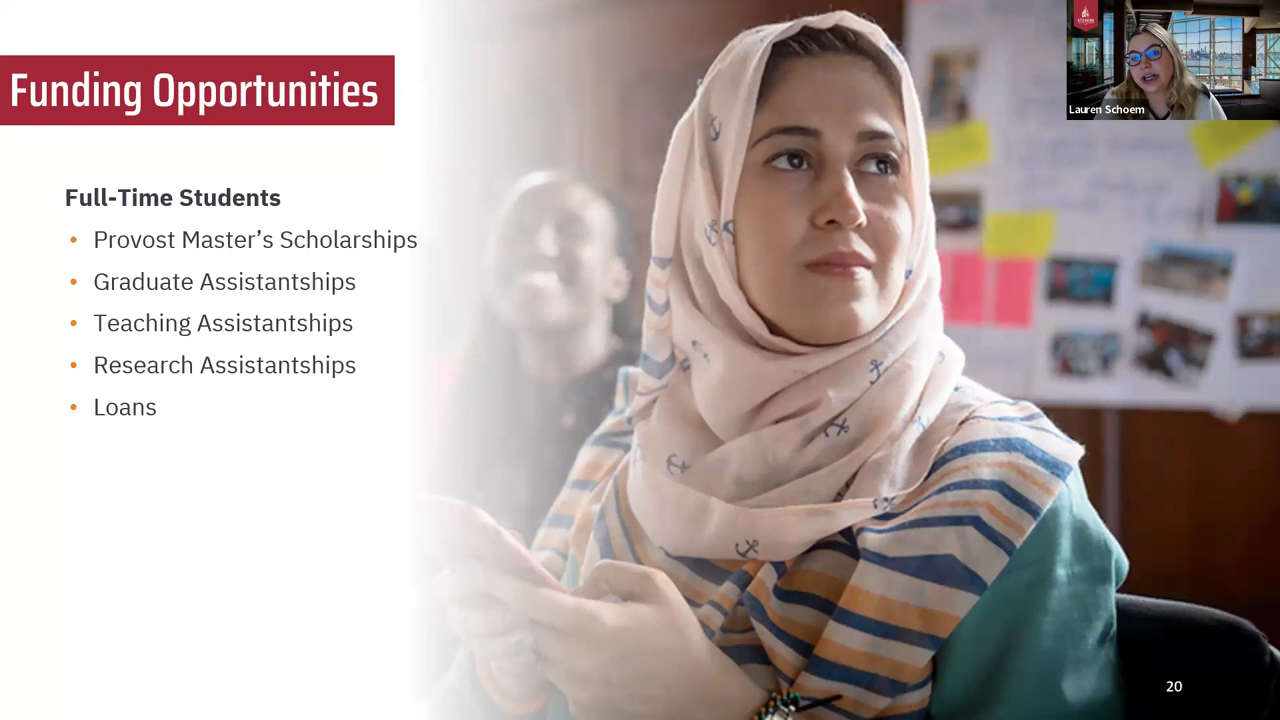 Funding Opportunities
Lauren Schoem
Full-Time Students
• Provost Master’s Scholarships
• Graduate Assistantships
• Teaching Assistantships
• Research Assistantships
• Loans
20